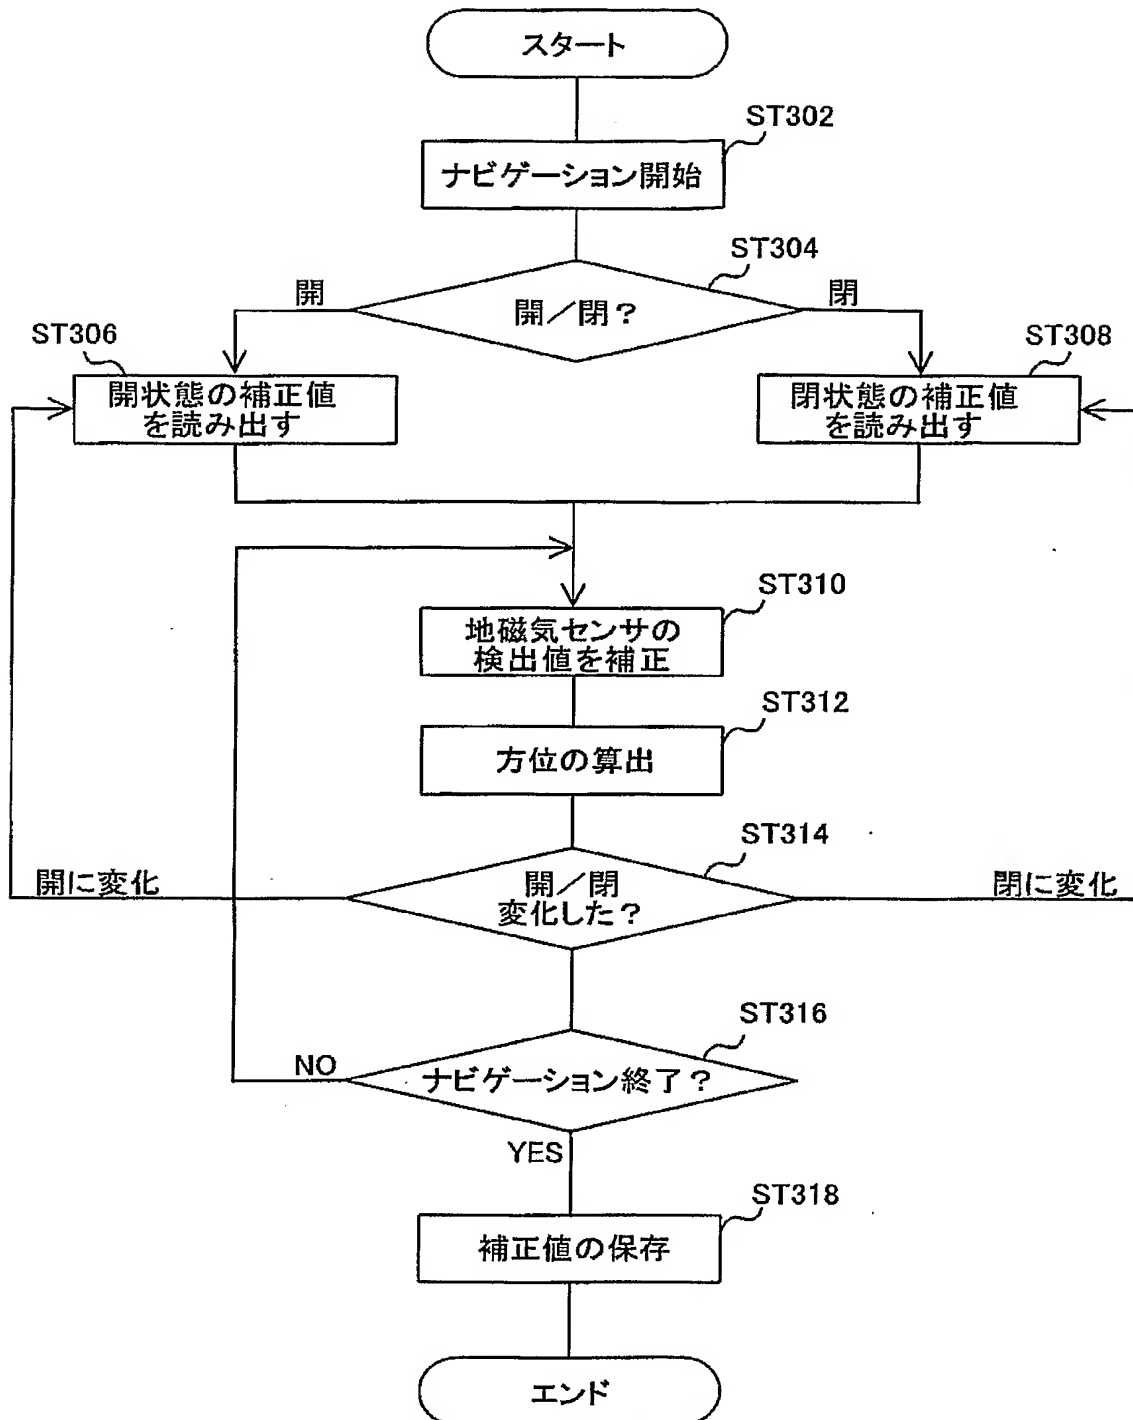 スタート
ST302
ナビゲーション開始
ST304
開
開／閉？
閉
ST306
開状態の補正値
を読み出す
ST308
閉状態の補正値
を読み出す
ST310
地磁気センサの
検出値を補正
ST312
方位の算出
ST314
開に変化
開／閉
変化した？
閉に変化
ST316
NO
ナビゲーション終了？
YES
ST318
補正値の保存
エンド